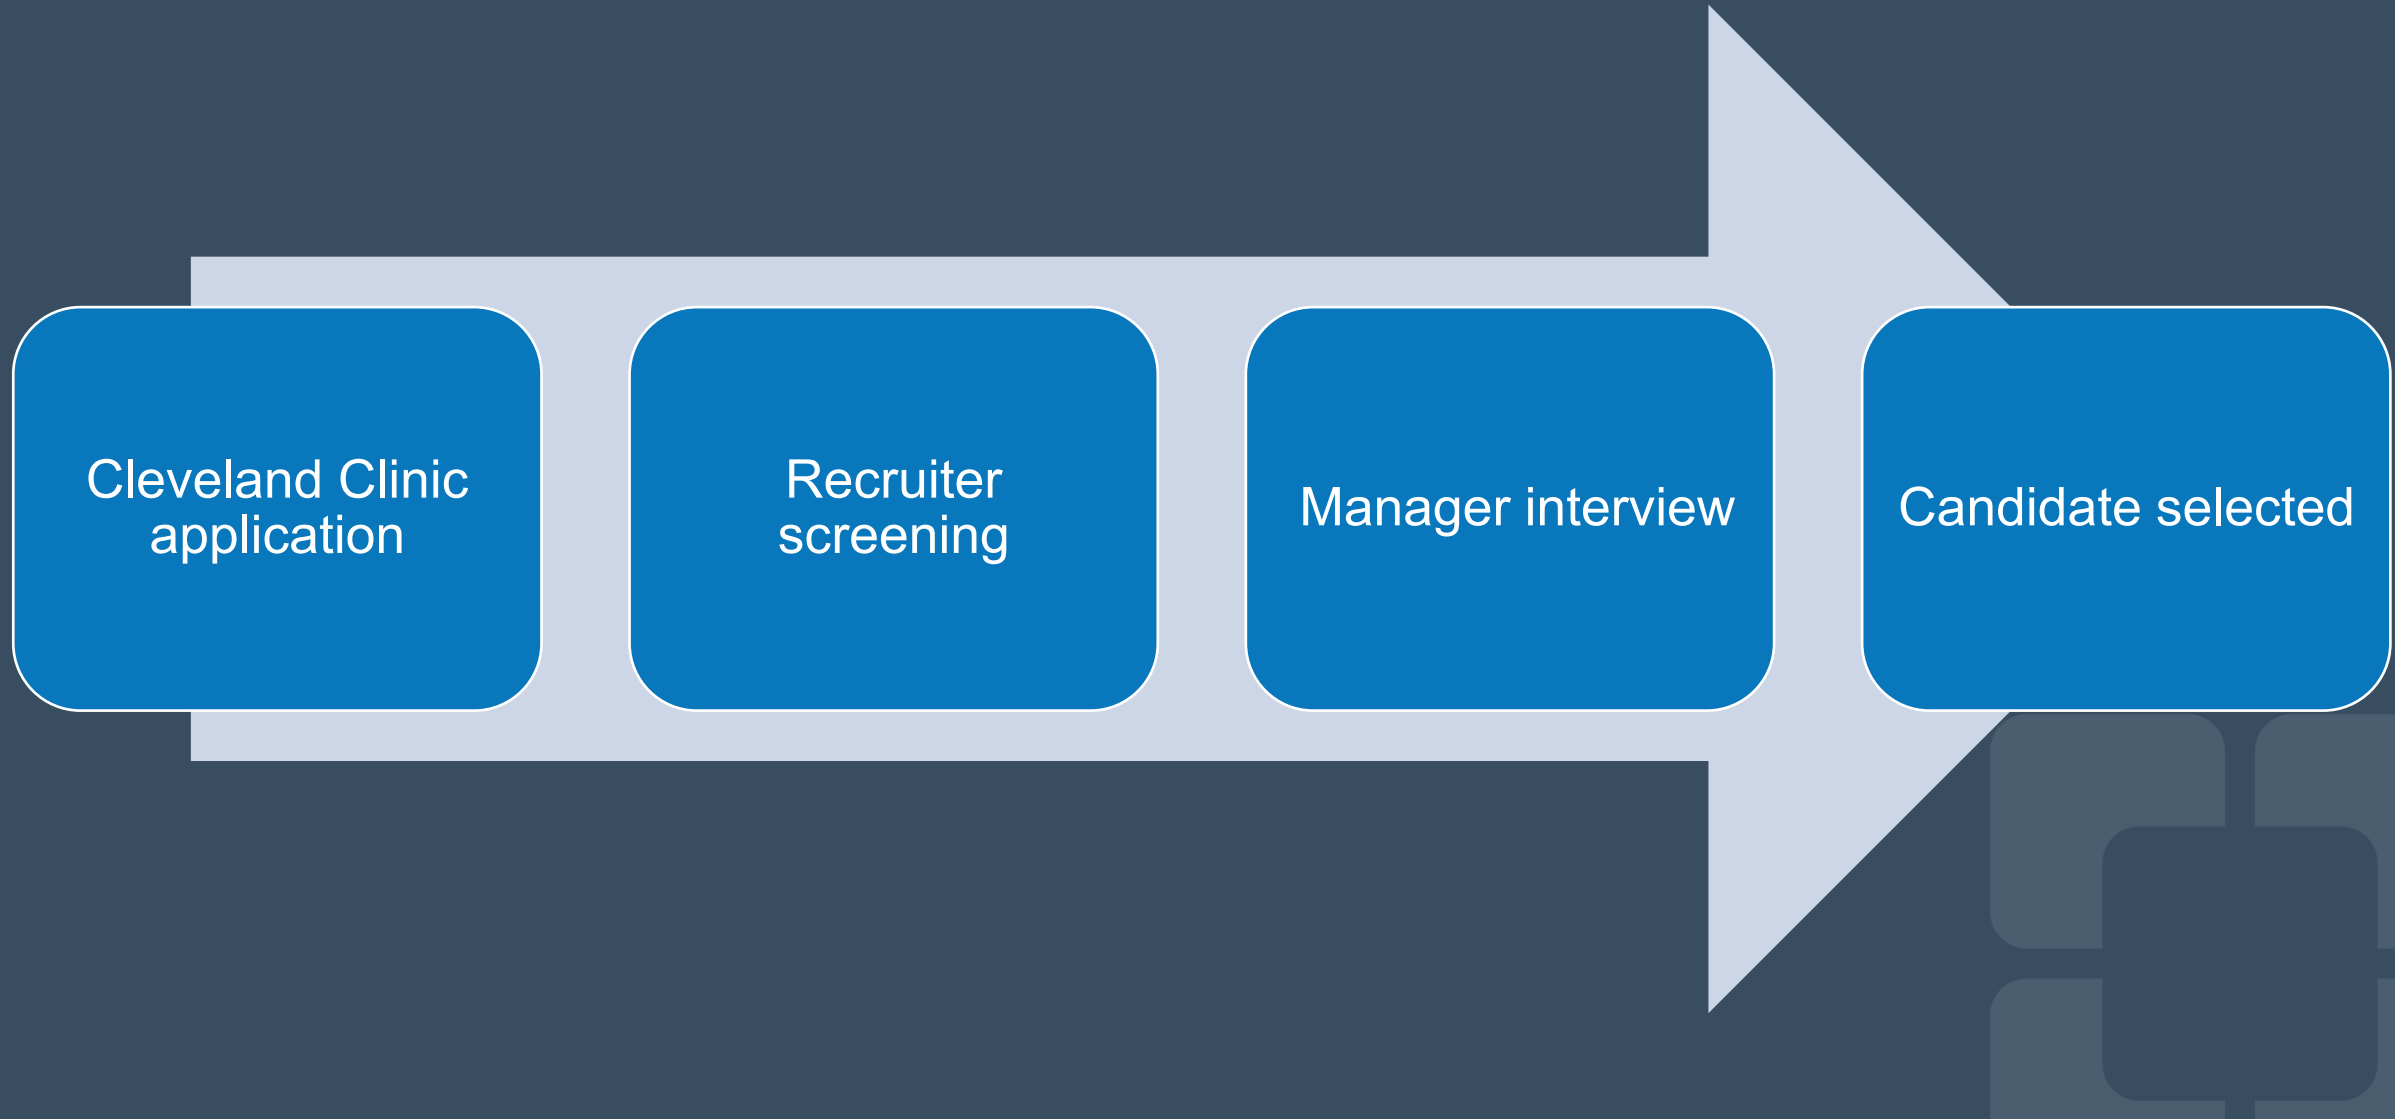 Cleveland Clinic
application
Recruiter
screening
Manager interview
Candidate selected